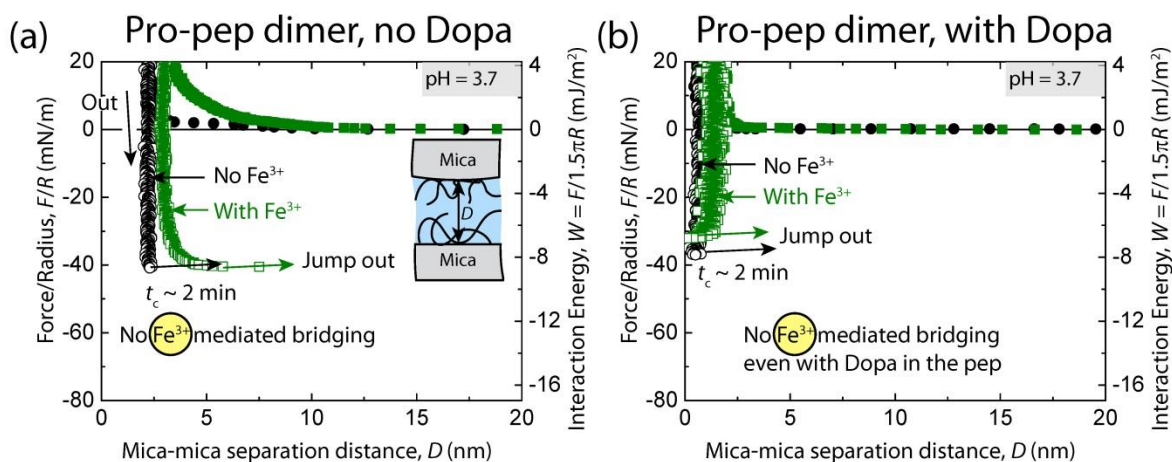 (a) Pro-pep dimer, no Dopa
20
0
-20
-40
-60
-80
Force/Radius, F/R (mN/m)
Out
pH = 3.7
No Fe³⁺
With Fe³⁺
Jump out
t_c ~ 2 min
No Fe³⁺ mediated bridging
Mica
D
Mica
4
0
-4
-8
-12
-16
Interaction Energy, W = F/1.5πR (mJ/m²)
0
5
10
15
20
Mica-mica separation distance, D (nm)
(b) Pro-pep dimer, with Dopa
20
0
-20
-40
-60
-80
Force/Radius, F/R (mN/m)
pH = 3.7
No Fe³⁺
With Fe³⁺
Jump out
t_c ~ 2 min
No Fe³⁺ mediated bridging
even with Dopa in the pep
4
0
-4
-8
-12
-16
Interaction Energy, W = F/1.5πR (mJ/m²)
0
5
10
15
20
Mica-mica separation distance, D (nm)